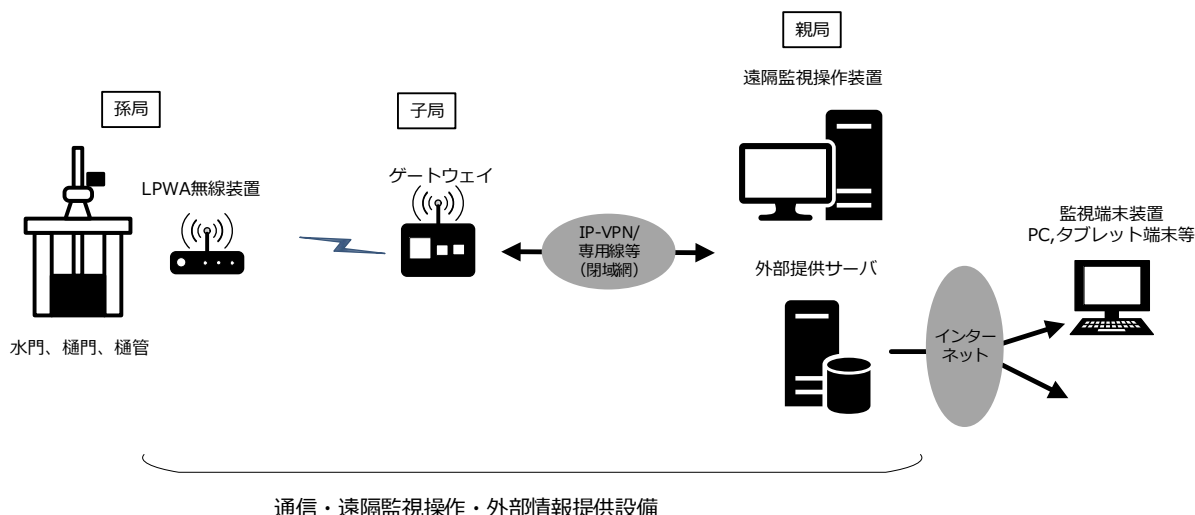 親局
遠隔監視操作装置
孫局
子局
LPWA無線装置
ゲートウェイ
監視端末装置
PC,タブレット端末等
IP-VPN/
専用線等
（閉域網）
外部提供サーバ
インター
ネット
水門、樋門、樋管
通信・遠隔監視操作・外部情報提供設備